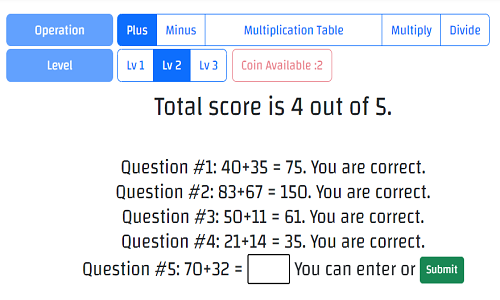 Operation Plus Minus Multiplication Table Multiply Divide
Level Lv 1 Lv 2 Lv 3 Coin Available :2
Total score is 4 out of 5.
Question #1: 40+35 = 75. You are correct.
Question #2: 83+67 = 150. You are correct.
Question #3: 50+11 = 61. You are correct.
Question #4: 21+14 = 35. You are correct.
Question #5: 70+32 = You can enter or Submit